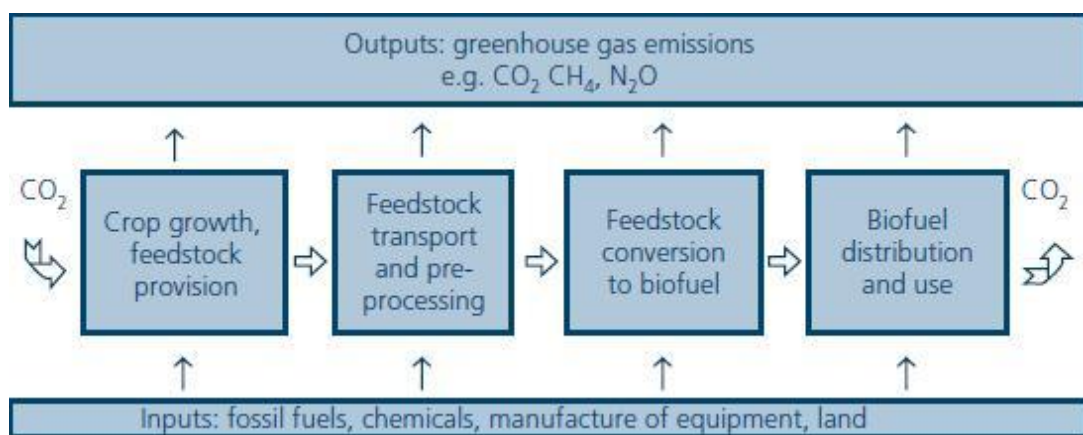 Outputs: greenhouse gas emissions
e.g. CO₂ CH₄, N₂O
CO₂
Crop growth,
feedstock
provision
Feedstock
transport
and pre-
processing
Feedstock
conversion
to biofuel
Biofuel
distribution
and use
CO₂
Inputs: fossil fuels, chemicals, manufacture of equipment, land